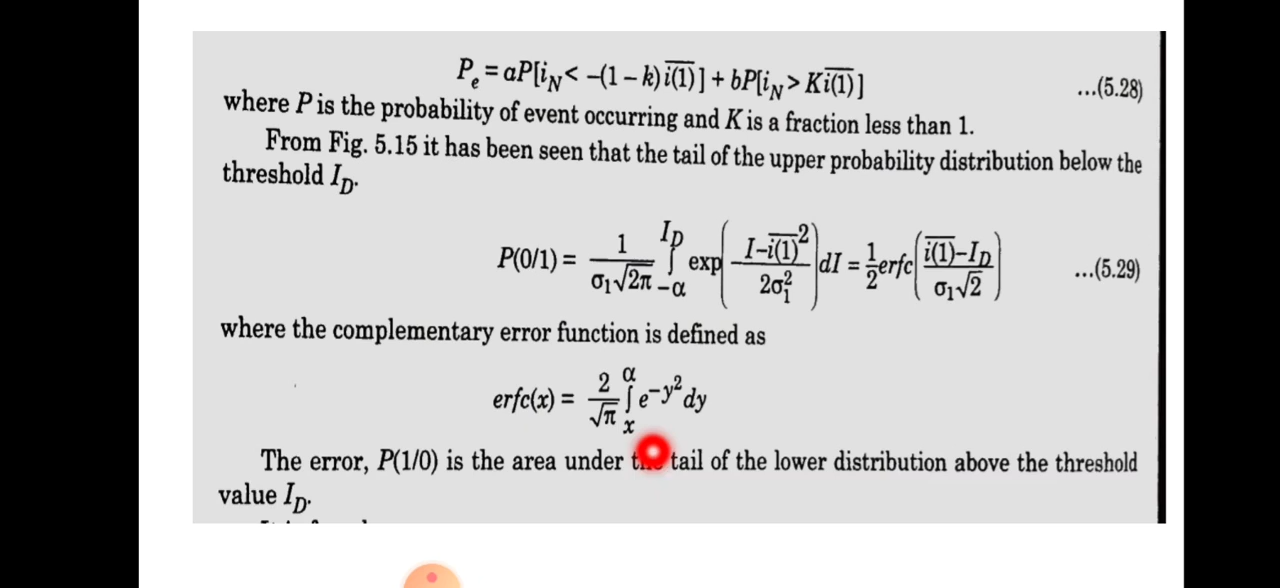 P_e = aP[i_N < –(1 – k) \overline{i(1)} ] + bP[i_N > K\overline{i(1)} ] ...(5.28)
where P is the probability of event occurring and K is a fraction less than 1.
From Fig. 5.15 it has been seen that the tail of the upper probability distribution below the
threshold I_D.
P(0/1) = \frac{1}{σ_1√2π} \int_{-α}^{I_D} exp\left(-\frac{I-\overline{i(1)}^2}{2σ_1^2}\right) dI = \frac{1}{2} erfc\left(\frac{\overline{i(1)}-I_D}{σ_1√2}\right) ...(5.29)
where the complementary error function is defined as
erfc(x) = \frac{2}{√π} \int_x^α e^{-y^2} dy
The error, P(1/0) is the area under tail of the lower distribution above the threshold
value I_D.